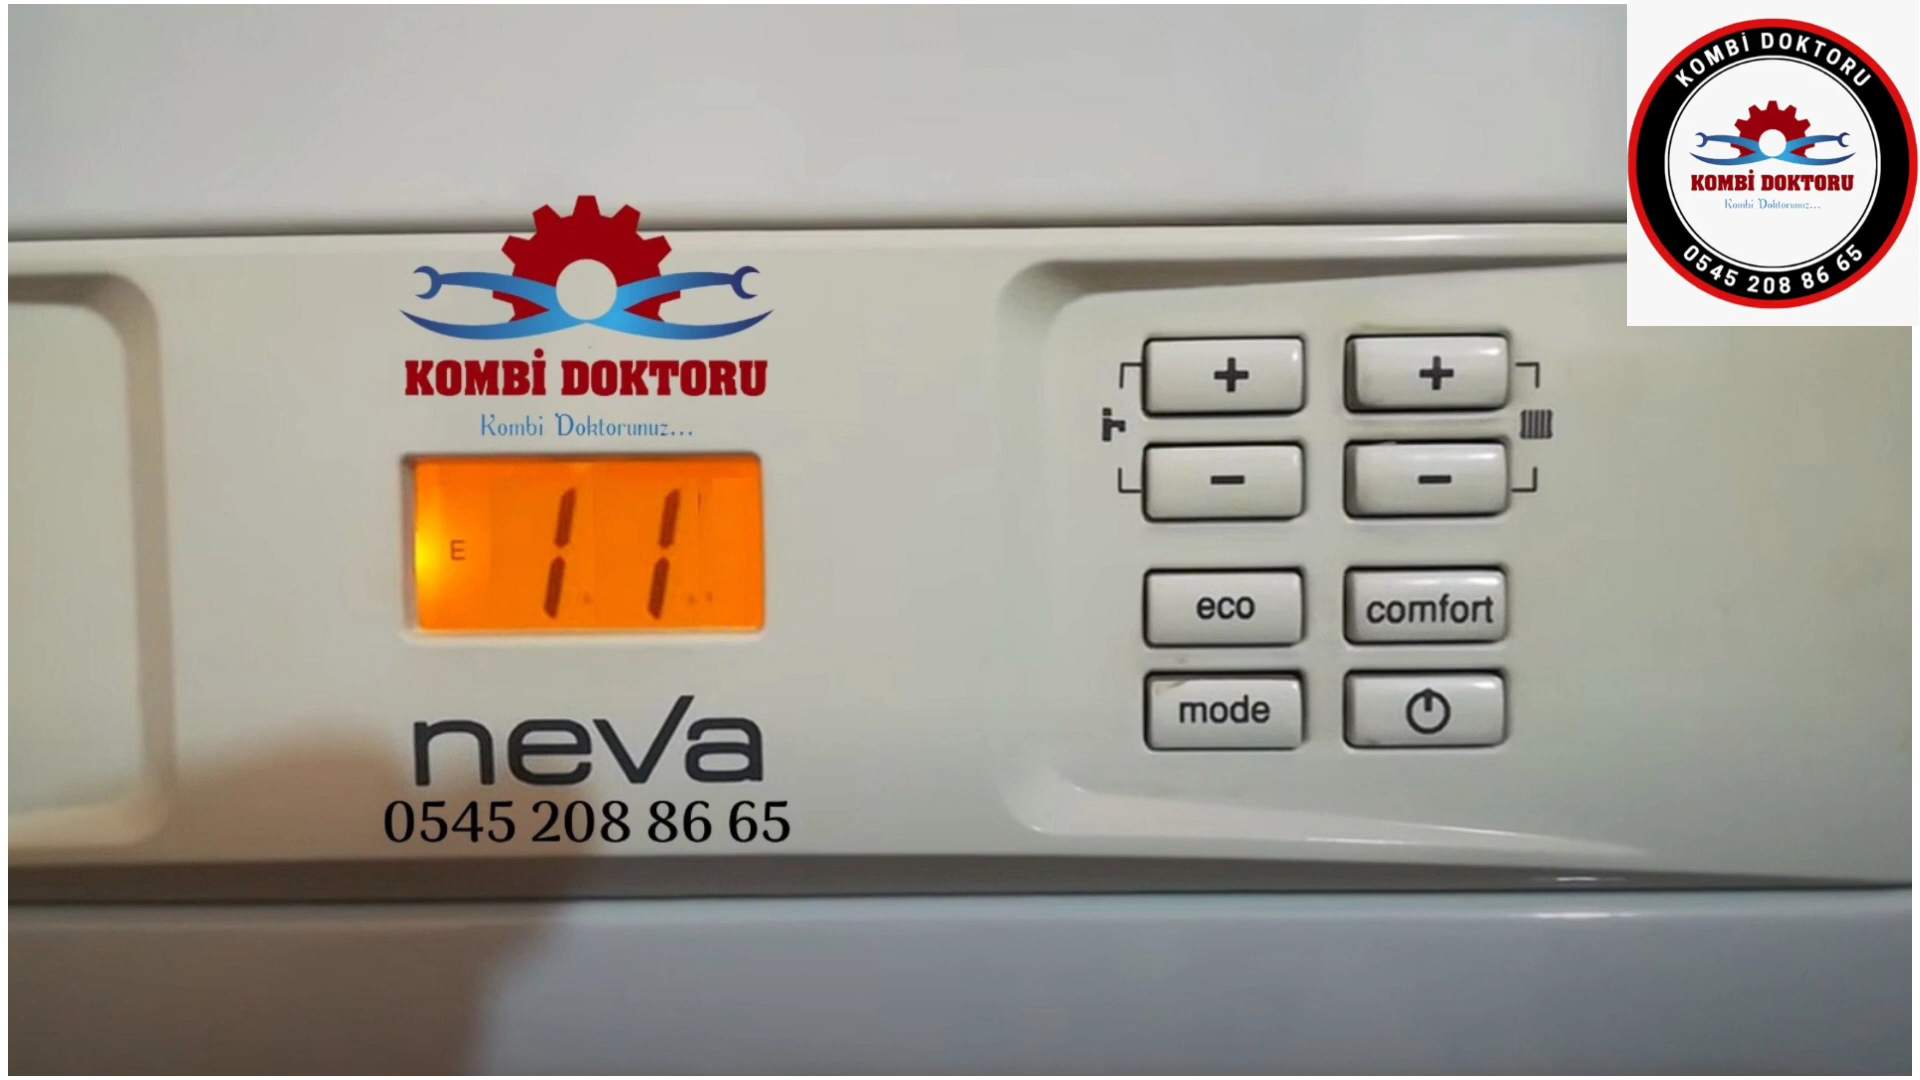 KOMBİ DOKTORU
KOMBİ DOKTORU
Kombi Doktorunuz...
0545 208 86 65
KOMBİ DOKTORU
Kombi Doktorunuz...
E 11
neva
0545 208 86 65
+ +
- -
eco comfort
mode